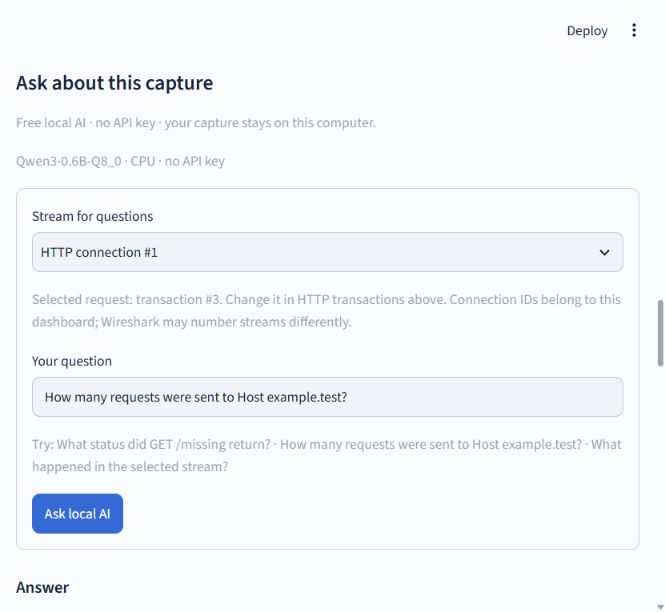 Deploy
Ask about this capture
Free local AI · no API key · your capture stays on this computer.
Qwen3-0.6B-Q8_0 · CPU · no API key
Stream for questions
HTTP connection #1
Selected request: transaction #3. Change it in HTTP transactions above. Connection IDs belong to this
dashboard; Wireshark may number streams differently.
Your question
How many requests were sent to Host example.test?
Try: What status did GET /missing return? · How many requests were sent to Host example.test? · What
happened in the selected stream?
Ask local AI
Answer